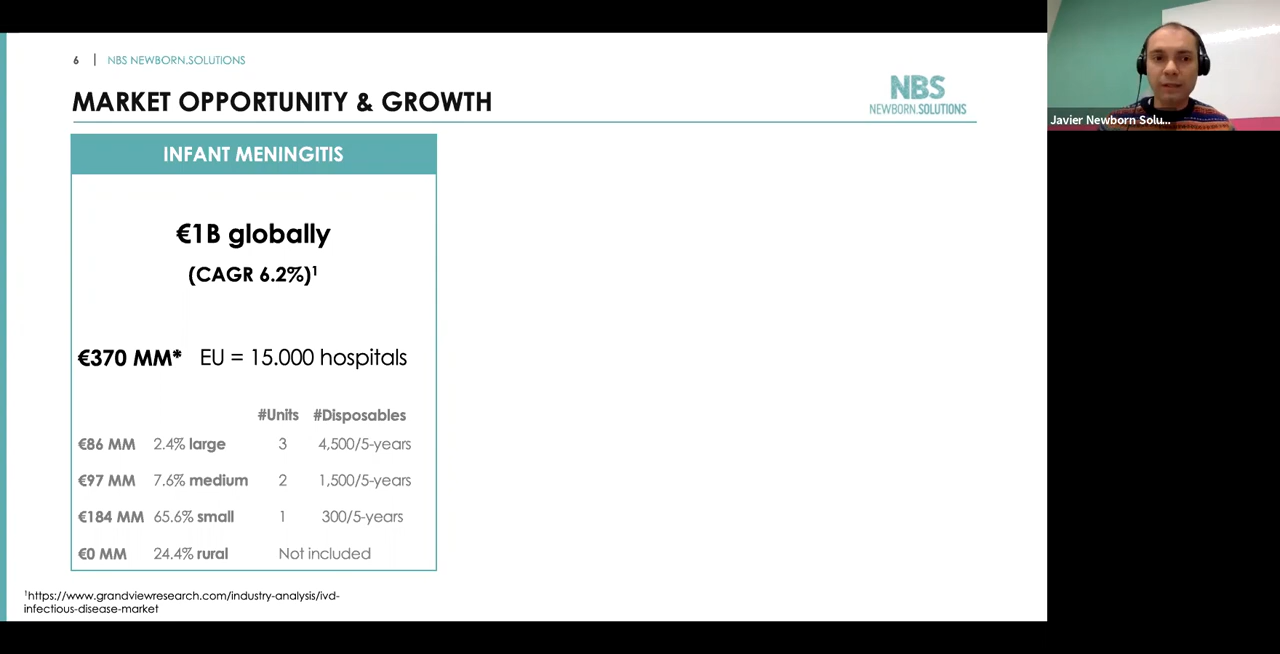 6 | NBS NEWBORN.SOLUTIONS
MARKET OPPORTUNITY & GROWTH
NBS
NEWBORN.SOLUTIONS
INFANT MENINGITIS
€1B globally
(CAGR 6.2%)¹
€370 MM* EU = 15.000 hospitals
#Units #Disposables
€86 MM 2.4% large 3 4,500/5-years
€97 MM 7.6% medium 2 1,500/5-years
€184 MM 65.6% small 1 300/5-years
€0 MM 24.4% rural Not included
¹https://www.grandviewresearch.com/industry-analysis/ivd-
infectious-disease-market
Javier Newborn Solu...